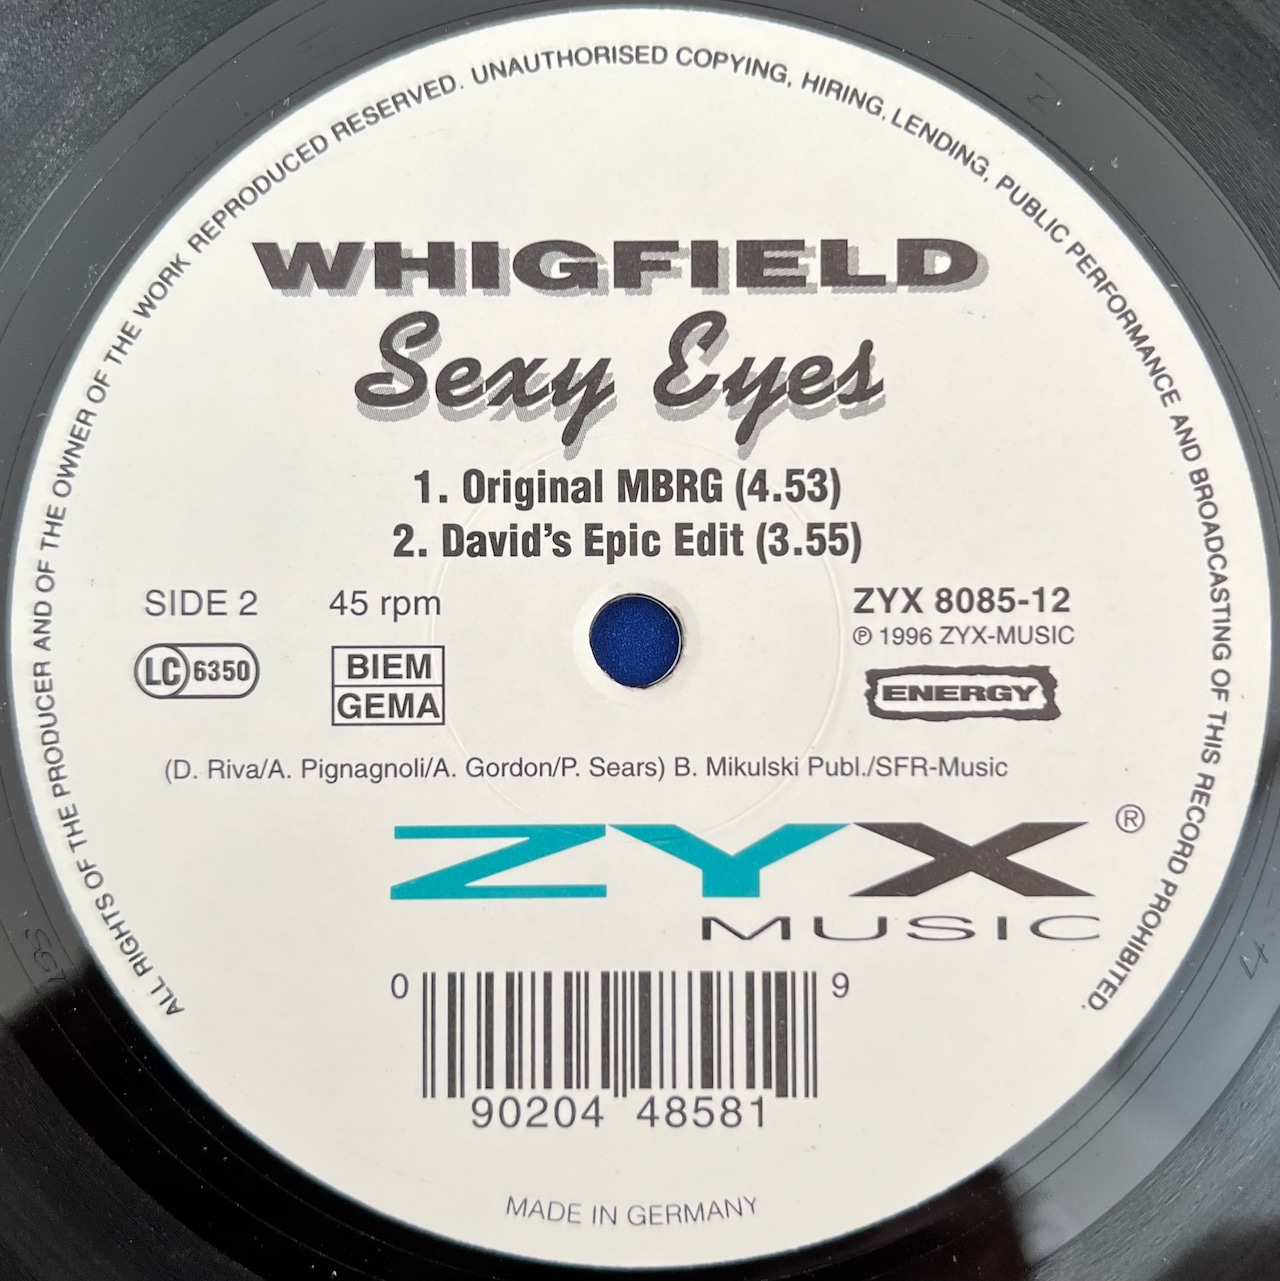 ALL RIGHTS OF THE PRODUCER AND OF THE OWNER OF THE WORK REPRODUCED RESERVED. UNAUTHORISED COPYING, HIRING, LENDING, PUBLIC PERFORMANCE AND BROADCASTING OF THIS RECORD PROHIBITED.
WHIGFIELD
Sexy Eyes
1. Original MBRG (4.53)
2. David's Epic Edit (3.55)
SIDE 2 45 rpm ZYX 8085-12
℗ 1996 ZYX-MUSIC
LC 6350 BIEM ENERGY
GEMA
(D. Riva/A. Pignagnoli/A. Gordon/P. Sears) B. Mikulski Publ./SFR-Music
ZYX ®
MUSIC
0 9
90204 48581
MADE IN GERMANY